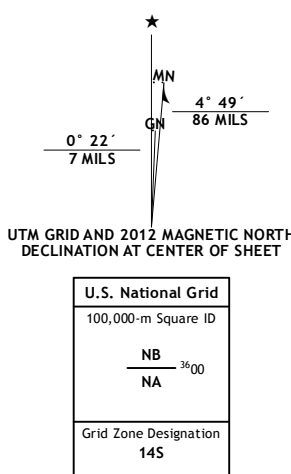 ★
MN
GN
4° 49´
86 MILS
0° 22´
7 MILS
UTM GRID AND 2012 MAGNETIC NORTH
DECLINATION AT CENTER OF SHEET
U.S. National Grid
100,000-m Square ID
NB
3600
NA
Grid Zone Designation
14S